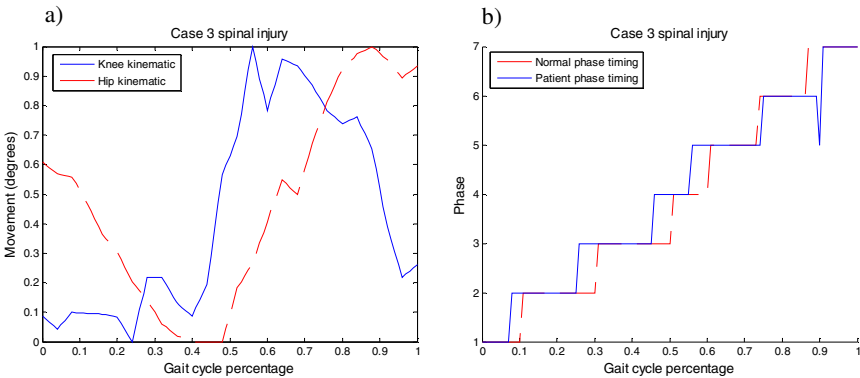 a)
Case 3 spinal injury
Movement (degrees)
1
0.9
0.8
0.7
0.6
0.5
0.4
0.3
0.2
0.1
0
Knee kinematic
Hip kinematic
0 0.1 0.2 0.3 0.4 0.5 0.6 0.7 0.8 0.9 1
Gait cycle percentage
b)
Case 3 spinal injury
Phase
7
6
5
4
3
2
1
Normal phase timing
Patient phase timing
0 0.1 0.2 0.3 0.4 0.5 0.6 0.7 0.8 0.9 1
Gait cycle percentage